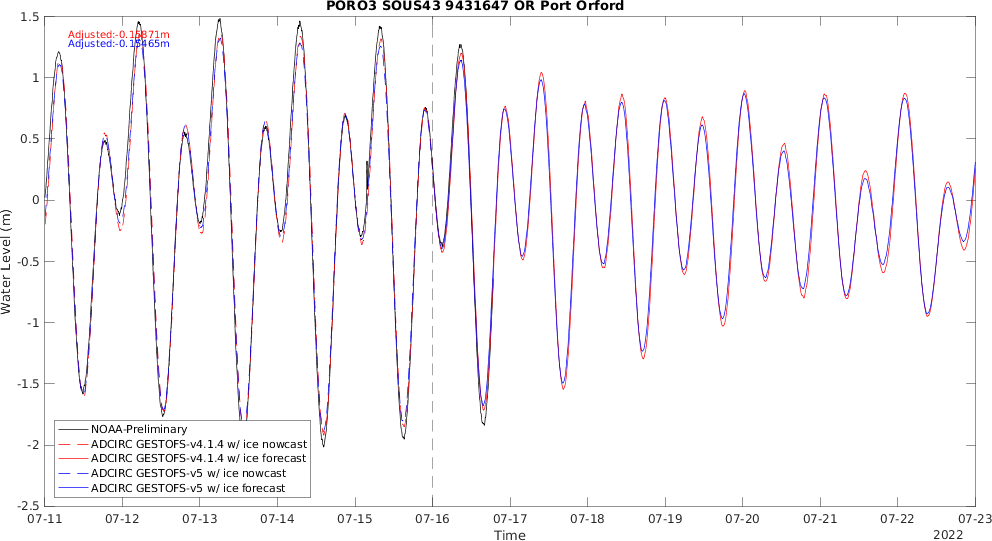 PORO3 SOUS43 9431647 OR Port Orford
1.5
Adjusted:-0.15871m
Adjusted:-0.15465m
1
0.5
0
-0.5
-1
-1.5
-2
-2.5
Water Level (m)
NOAA-Preliminary
ADCIRC GESTOFS-v4.1.4 w/ ice nowcast
ADCIRC GESTOFS-v4.1.4 w/ ice forecast
ADCIRC GESTOFS-v5 w/ ice nowcast
ADCIRC GESTOFS-v5 w/ ice forecast
07-11 07-12 07-13 07-14 07-15 07-16 07-17 07-18 07-19 07-20 07-21 07-22 07-23
Time
2022